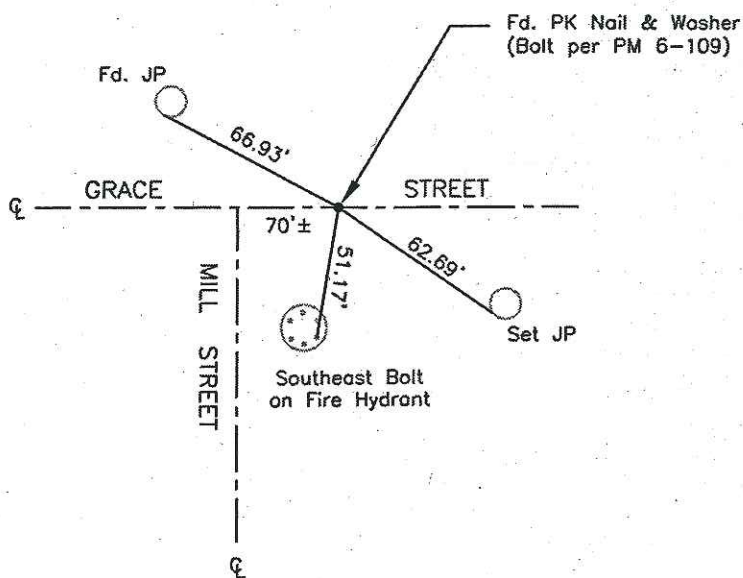 Fd. PK Nail & Washer
(Bolt per PM 6-109)
Fd. JP
66.93'
GRACE STREET
℄
70'±
62.69'
51.17'
MILL STREET
Set JP
Southeast Bolt
on Fire Hydrant
℄